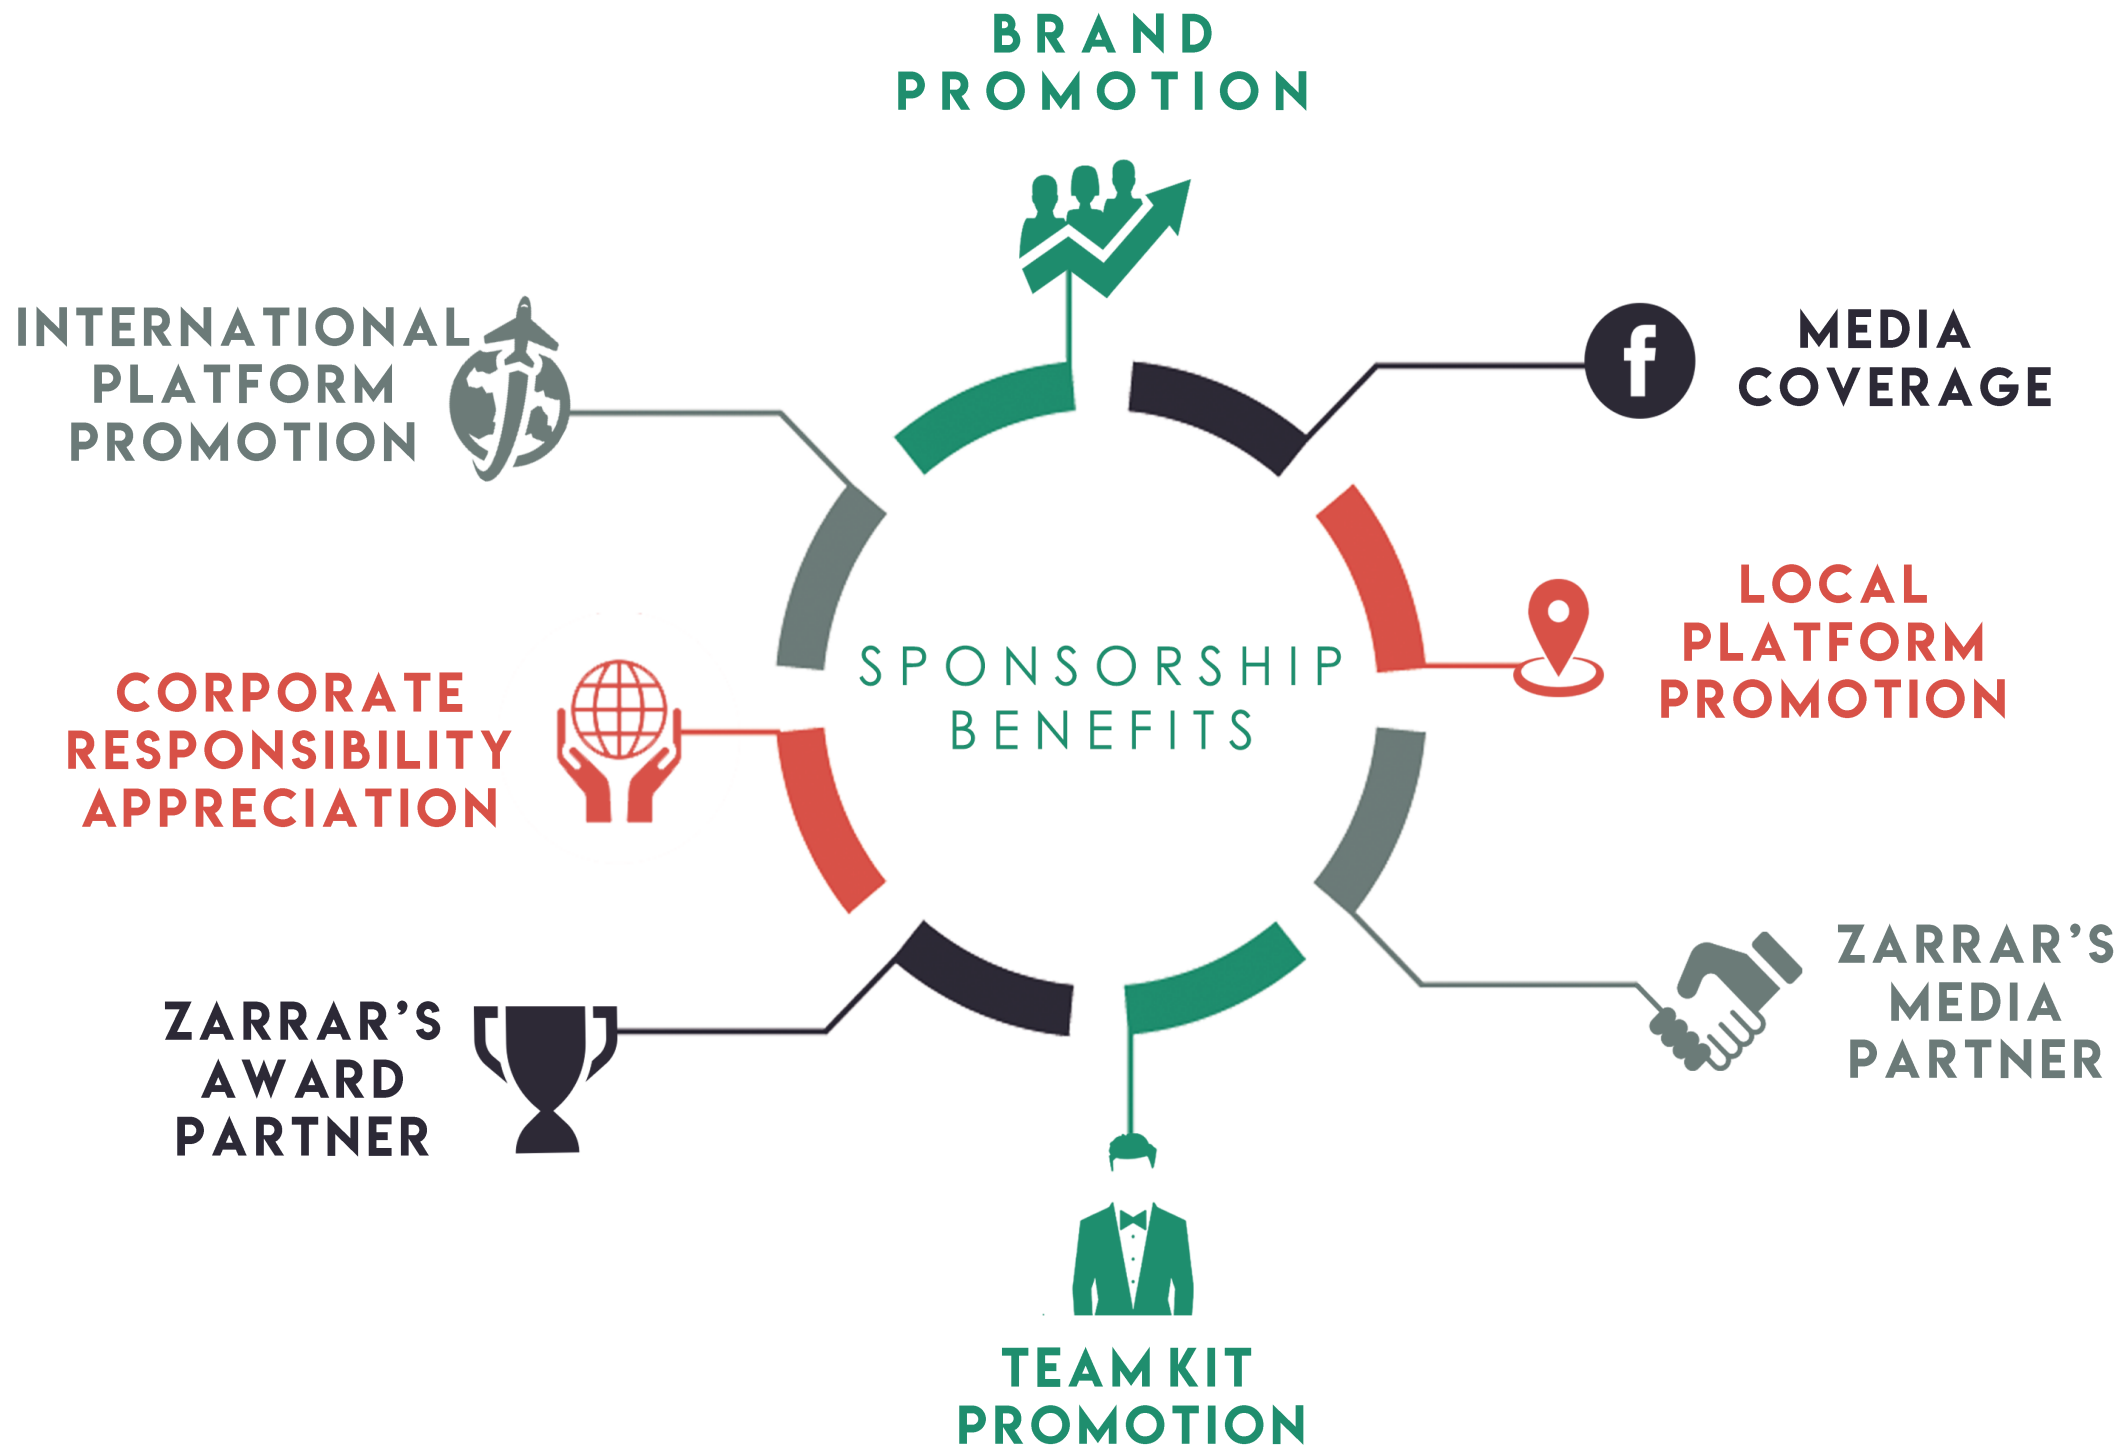 BRAND
PROMOTION
MEDIA
COVERAGE
LOCAL
PLATFORM
PROMOTION
ZARRAR'S
MEDIA
PARTNER
TEAM KIT
PROMOTION
ZARRAR'S
AWARD
PARTNER
CORPORATE
RESPONSIBILITY
APPRECIATION
INTERNATIONAL
PLATFORM
PROMOTION
SPONSORSHIP
BENEFITS